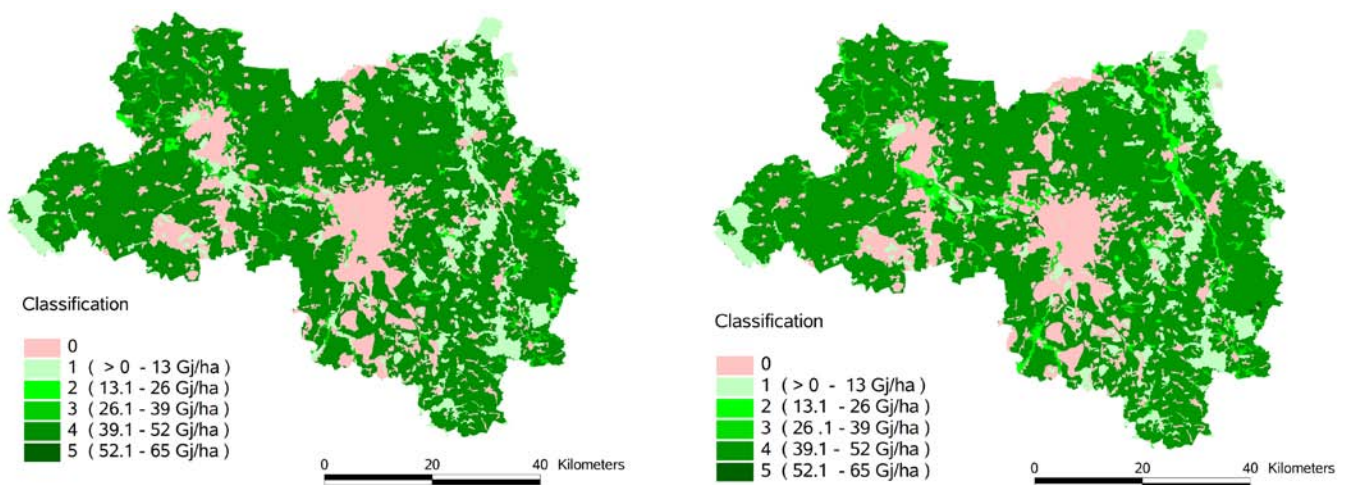 Classification
0
1 ( > 0 - 13 Gj/ha )
2 ( 13.1 - 26 Gj/ha )
3 ( 26.1 - 39 Gj/ha )
4 ( 39.1 - 52 Gj/ha )
5 ( 52.1 - 65 Gj/ha )
0 20 40 Kilometers
Classification
0
1 ( > 0 - 13 Gj/ha )
2 ( 13.1 - 26 Gj/ha )
3 ( 26 .1 - 39 Gj/ha )
4 ( 39.1 - 52 Gj/ha )
5 ( 52.1 - 65 Gj/ha )
0 20 40 Kilometers